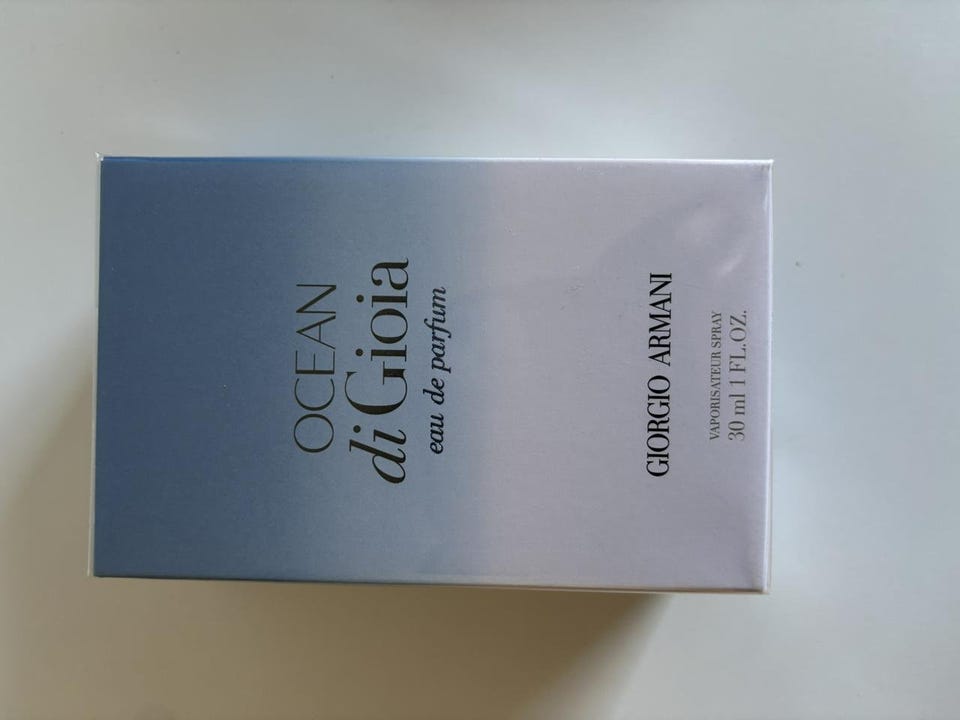 OCEAN
di Gioia
eau de parfum
GIORGIO ARMANI
VAPORISATEUR SPRAY
30 ml 1 FL.OZ.